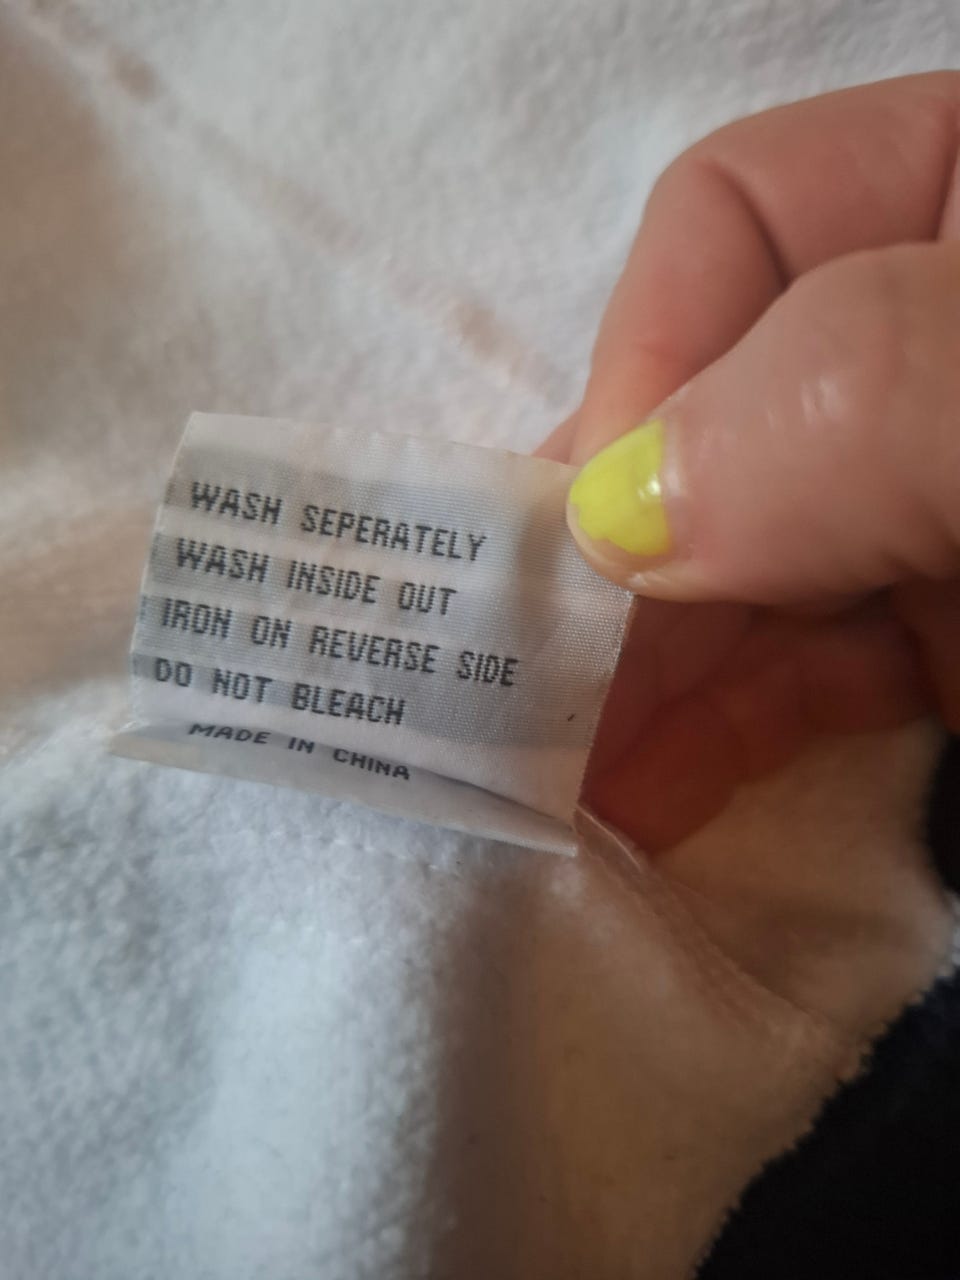 WASH SEPERATELY
WASH INSIDE OUT
IRON ON REVERSE SIDE
DO NOT BLEACH
MADE IN CHINA